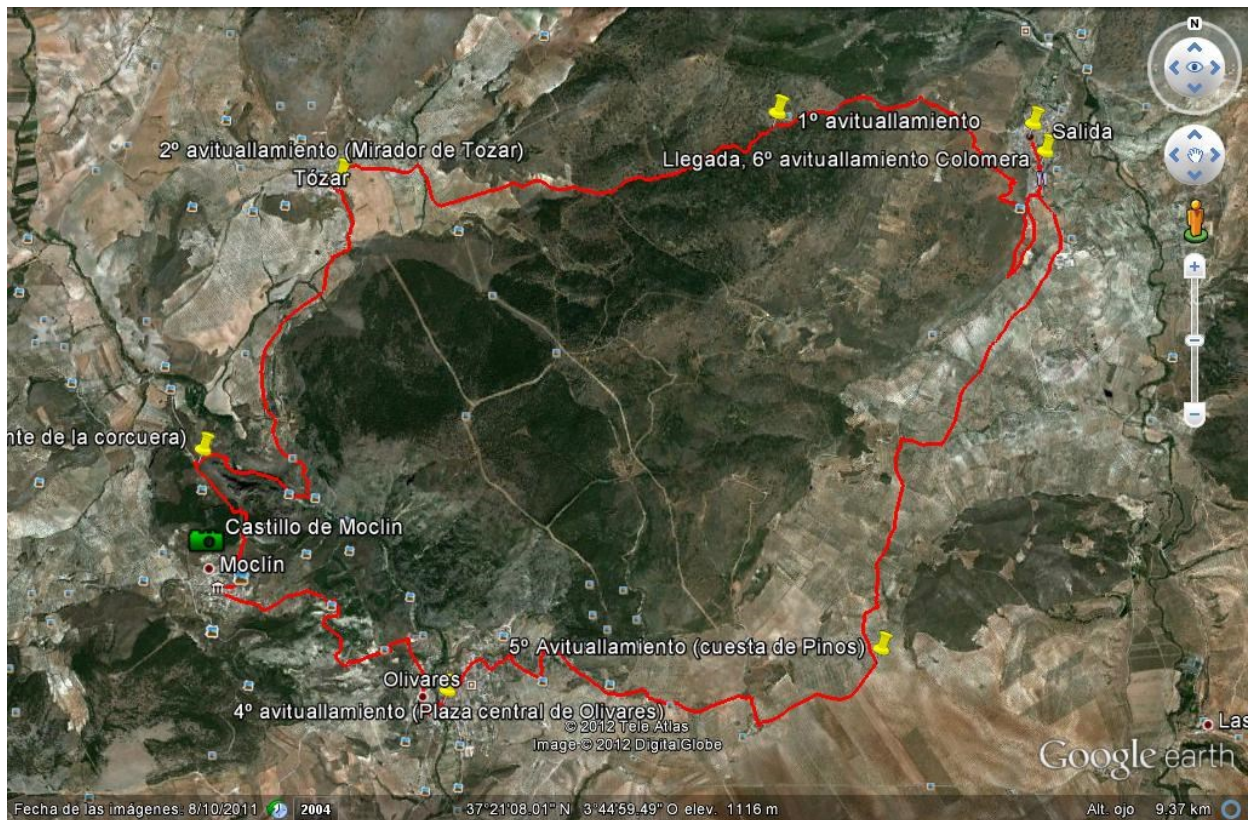 N
1º avituallamiento
Salida
2º avituallamiento (Mirador de Tozar)
Llegada, 6º avituallamiento Colomera
Tózar
nte de la corcuera)
Castillo de Moclin
Moclín
5º Avituallamiento (cuesta de Pinos)
Olivares
4º avituallamiento (Plaza central de Olivares)
© 2012 Tele Atlas
Image © 2012 DigitalGlobe
Las
Google earth
Fecha de las imágenes: 8/10/2011 2004 37°21'08.01" N 3°44'59.49" O elev. 1116 m Alt. ojo 9.37 km